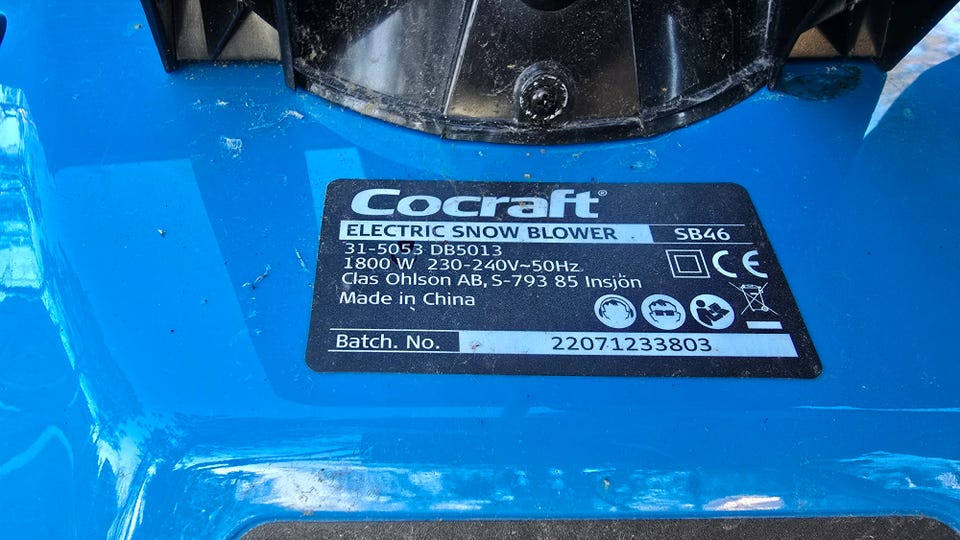 Cocraft®
ELECTRIC SNOW BLOWER SB46
31-5053 DB5013
1800 W 230-240V~50Hz
Clas Ohlson AB, S-793 85 Insjön
Made in China
CE
Batch. No. 22071233803